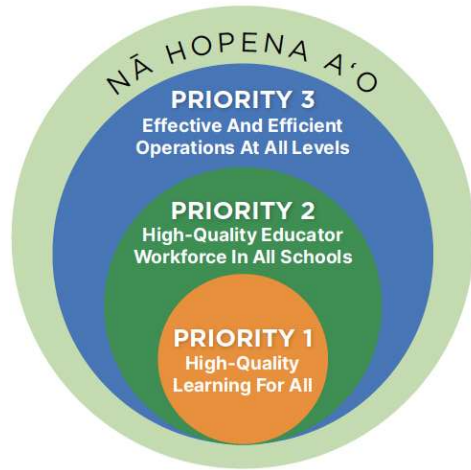 NĀ HOPENA AʻO
PRIORITY 3
Effective And Efficient
Operations At All Levels
PRIORITY 2
High-Quality Educator
Workforce In All Schools
PRIORITY 1
High-Quality
Learning For All